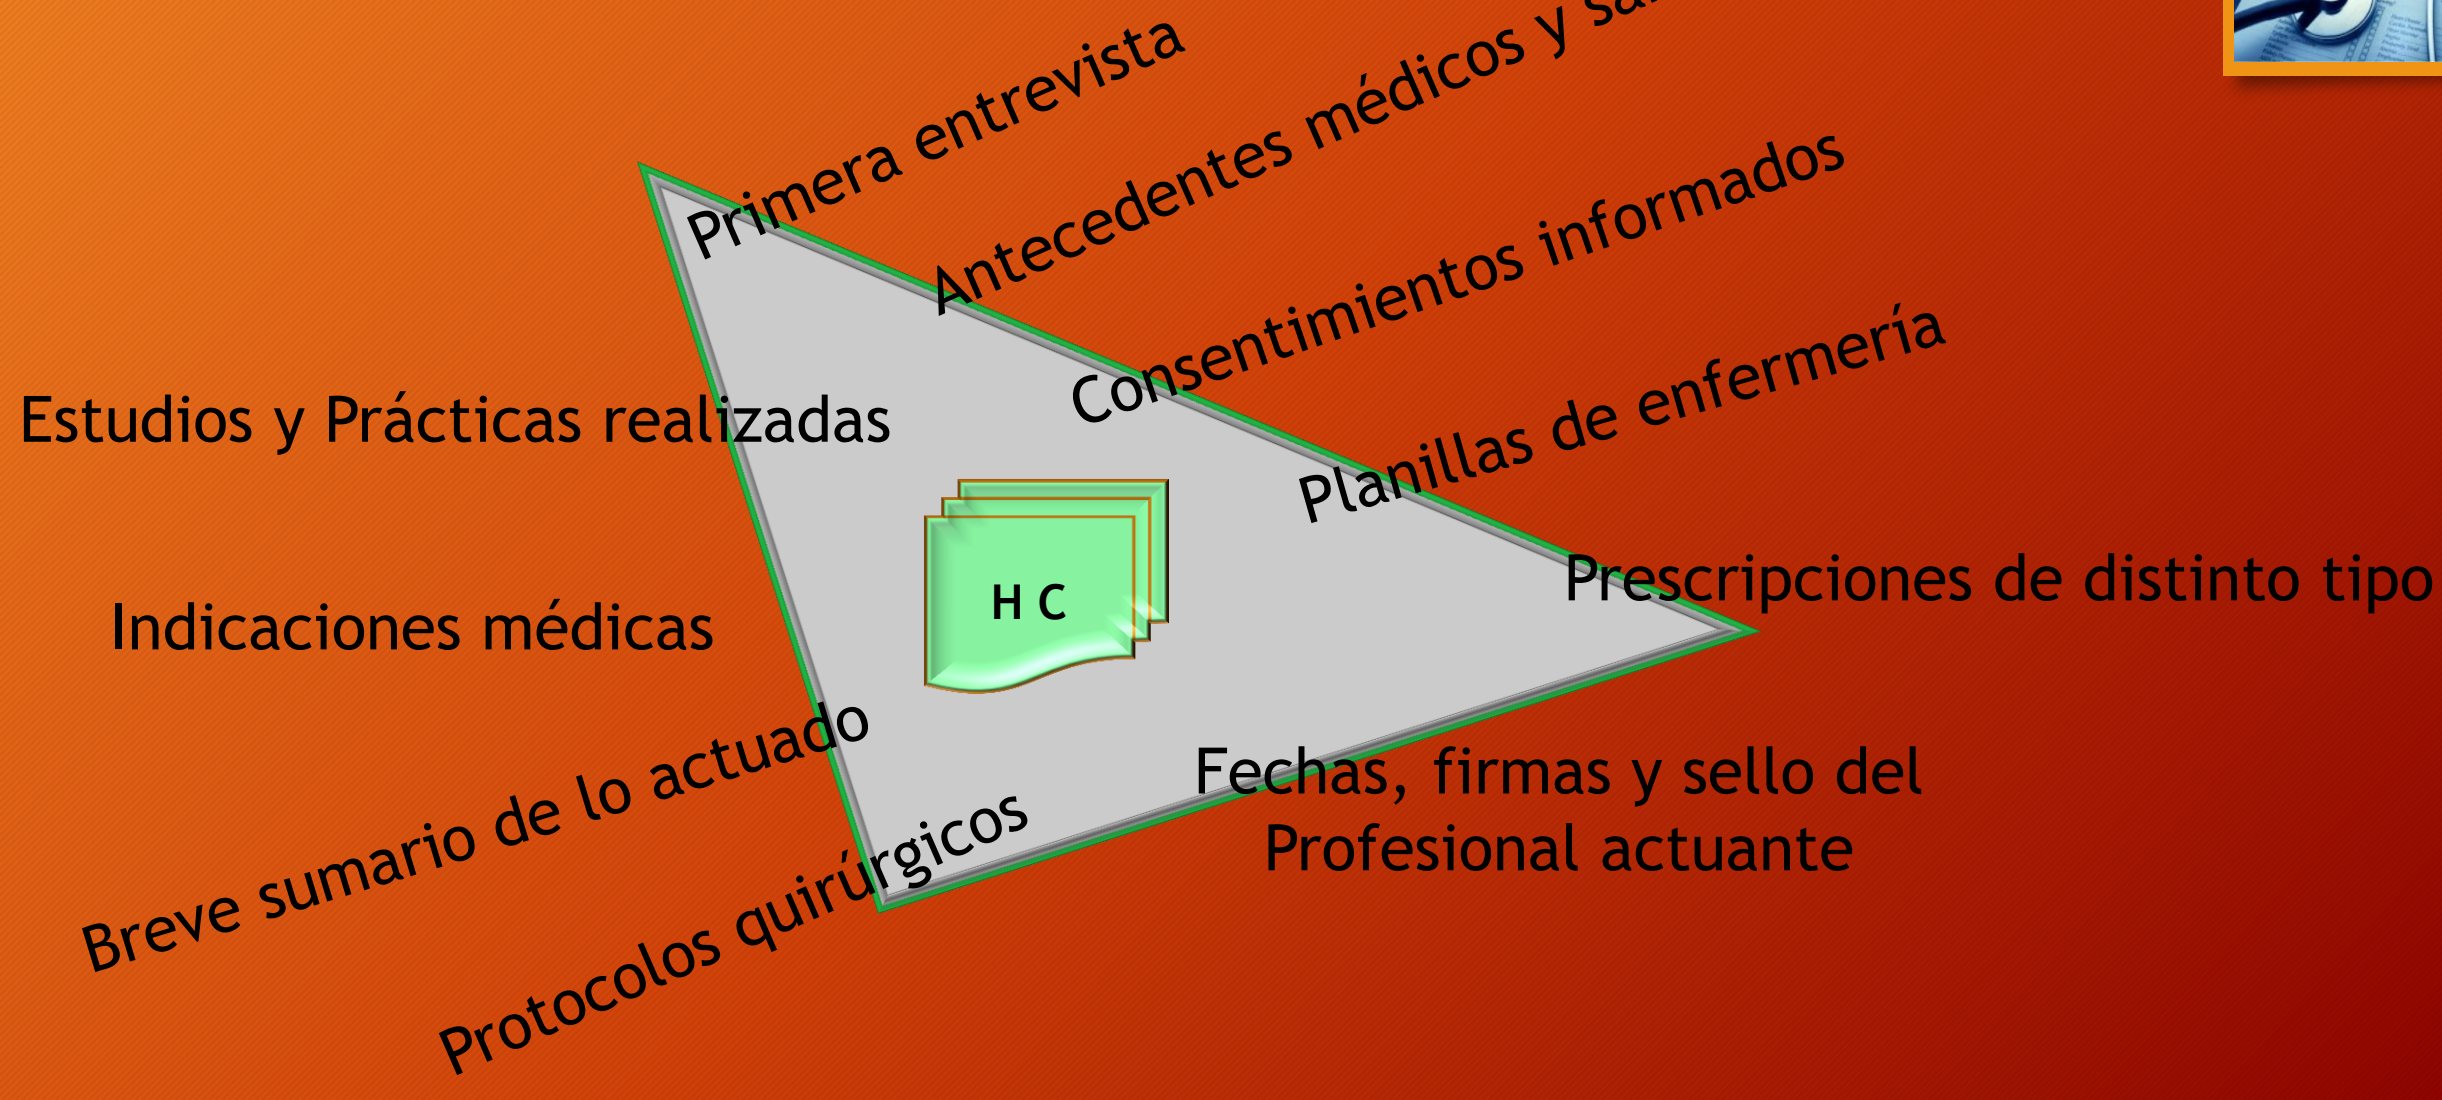 Primera entrevista
Antecedentes médicos y
Consentimientos informados
Planillas de enfermería
Estudios y Prácticas realizadas
Prescripciones de distinto tipo
H C
Indicaciones médicas
Breve sumario de lo actuado
Fechas, firmas y sello del
Profesional actuante
Protocolos quirúrgicos